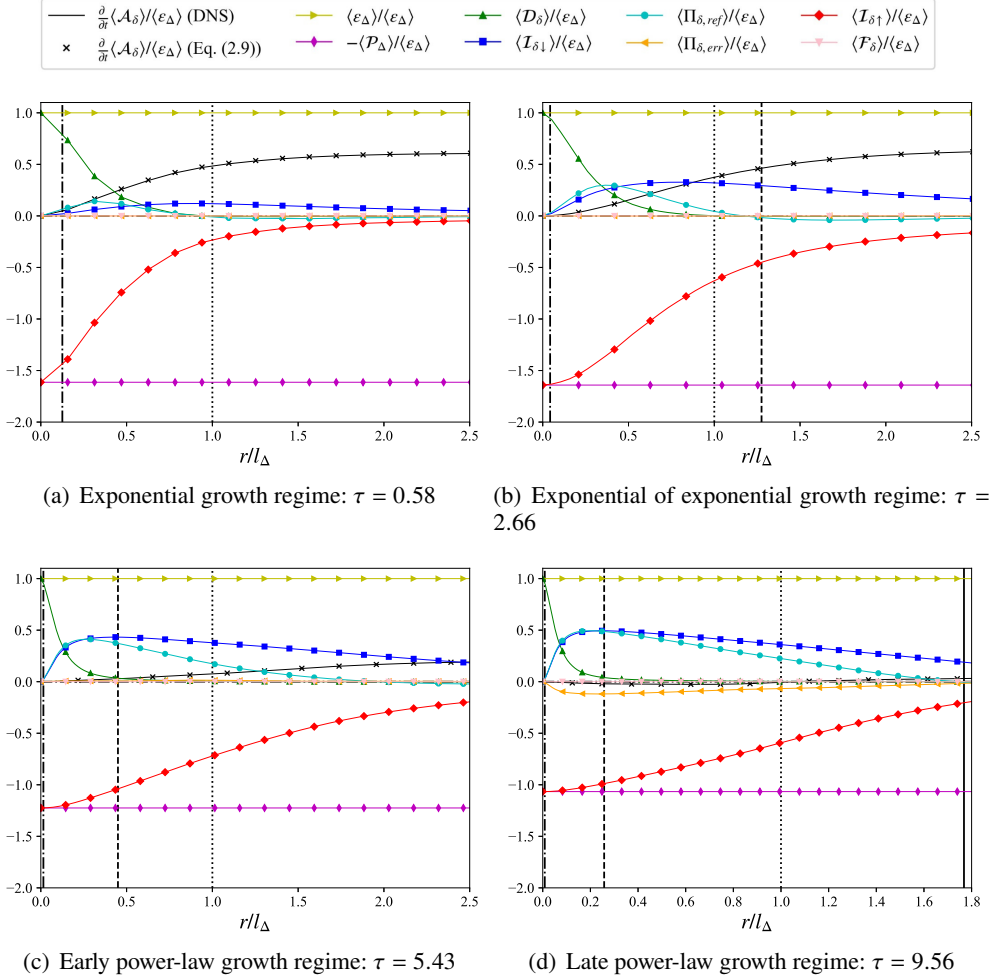 ∂/∂t⟨𝒜_δ⟩/⟨ε_Δ⟩ (DNS) ⟨ε_Δ⟩/⟨ε_Δ⟩ ⟨𝒟_δ⟩/⟨ε_Δ⟩ ⟨Π_δ,ref⟩/⟨ε_Δ⟩ ⟨ℐ_δ↑⟩/⟨ε_Δ⟩
∂/∂t⟨𝒜_δ⟩/⟨ε_Δ⟩ (Eq. (2.9)) −⟨𝒫_Δ⟩/⟨ε_Δ⟩ ⟨ℐ_δ↓⟩/⟨ε_Δ⟩ ⟨Π_δ,err⟩/⟨ε_Δ⟩ ⟨ℱ_δ⟩/⟨ε_Δ⟩
1.0
0.5
0.0
−0.5
−1.0
−1.5
−2.0
0.0 0.5 1.0 1.5 2.0 2.5
r/l_Δ
(a) Exponential growth regime: τ = 0.58
1.0
0.5
0.0
−0.5
−1.0
−1.5
−2.0
0.0 0.5 1.0 1.5 2.0 2.5
r/l_Δ
(b) Exponential of exponential growth regime: τ =
2.66
1.0
0.5
0.0
−0.5
−1.0
−1.5
−2.0
0.0 0.5 1.0 1.5 2.0 2.5
r/l_Δ
(c) Early power-law growth regime: τ = 5.43
1.0
0.5
0.0
−0.5
−1.0
−1.5
−2.0
0.0 0.2 0.4 0.6 0.8 1.0 1.2 1.4 1.6 1.8
r/l_Δ
(d) Late power-law growth regime: τ = 9.56